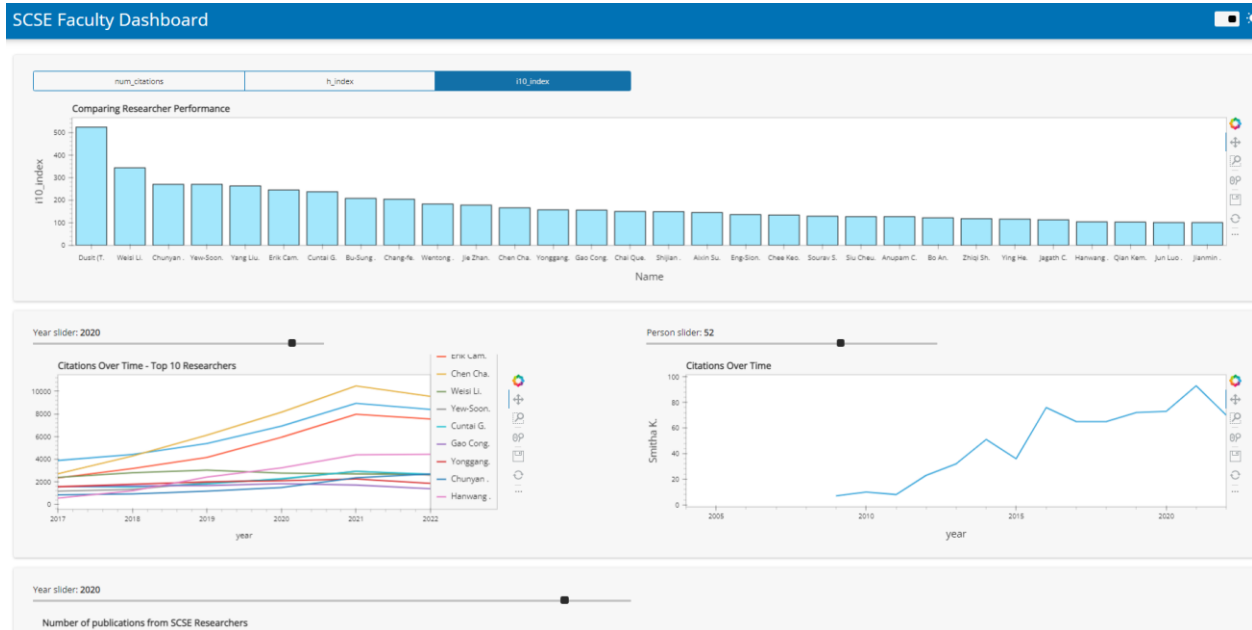 SCSE Faculty Dashboard
num_citations h_index i10_index
Comparing Researcher Performance
500
400
300
200
100
0
i10_index
Dusit (T. Weisi Li. Chunyan . Yew-Soon. Yang Liu. Erik Cam. Cuntai G. Bu-Sung . Chang-fe. Wentong . Jie Zhan. Chen Cha. Yonggang. Gao Cong. Chai Que. Shijian . Aixin Su. Eng-Sion. Chee Keo. Sourav S. Siu Cheu. Anupam C. Bo An. Zhiqi Sh. Ying He. Jagath C. Hanwang . Qian Kem. Jun Luo . Jianmin .
Name
Year slider: 2020
Citations Over Time - Top 10 Researchers
10000
8000
6000
4000
2000
0
2017 2018 2019 2020 2021 2022
year
Erik Cam.
Chen Cha.
Weisi Li.
Yew-Soon.
Cuntai G.
Gao Cong.
Yonggang.
Chunyan .
Hanwang .
Person slider: 52
Citations Over Time
100
80
60
40
20
0
Smitha K.
2005 2010 2015 2020
year
Year slider: 2020
Number of publications from SCSE Researchers